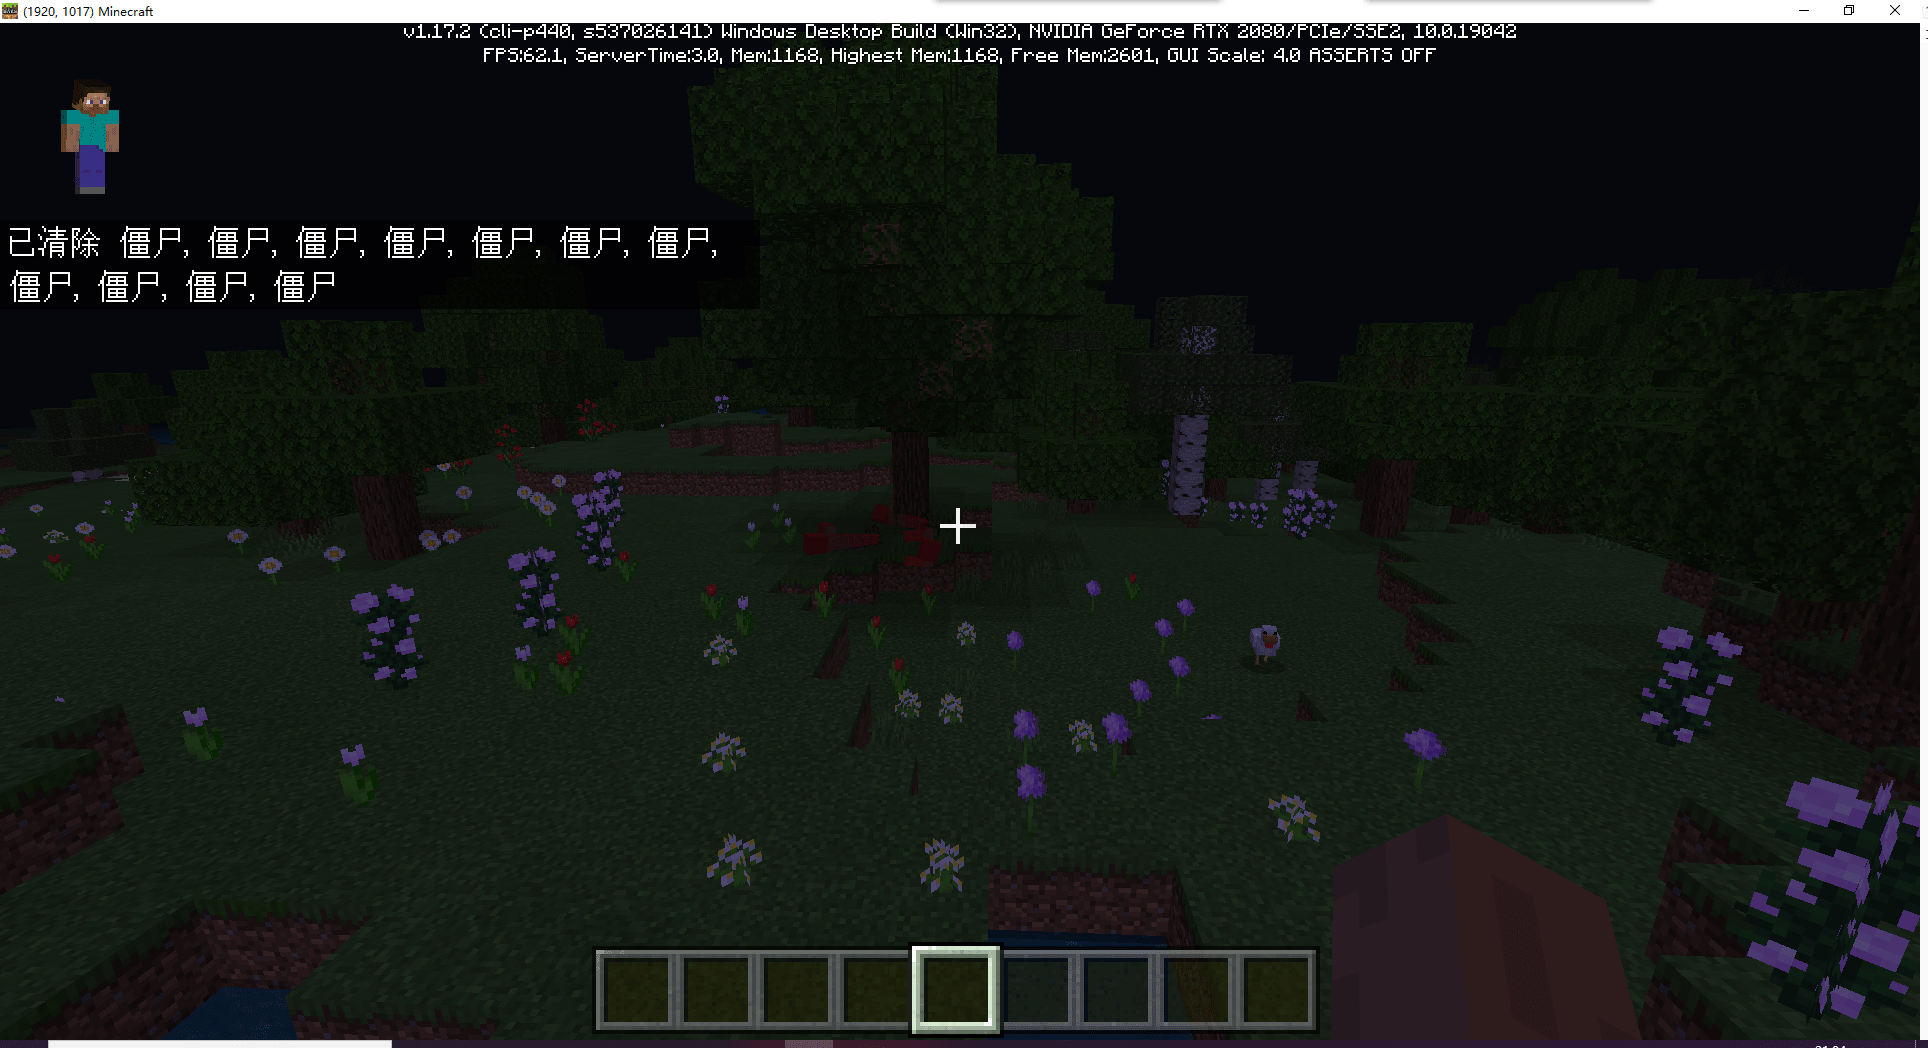 (1920, 1017) Minecraft
v1.17.2 (cli-p440, s537026141) Windows Desktop Build (Win32), NVIDIA GeForce RTX 2080/PCIe/SSE2, 10.0.19042
FPS:62.1, ServerTime:3.0, Mem:1168, Highest Mem:1168, Free Mem:2601, GUI Scale: 4.0 ASSERTS OFF
已清除 僵尸, 僵尸, 僵尸, 僵尸, 僵尸, 僵尸, 僵尸,
僵尸, 僵尸, 僵尸, 僵尸